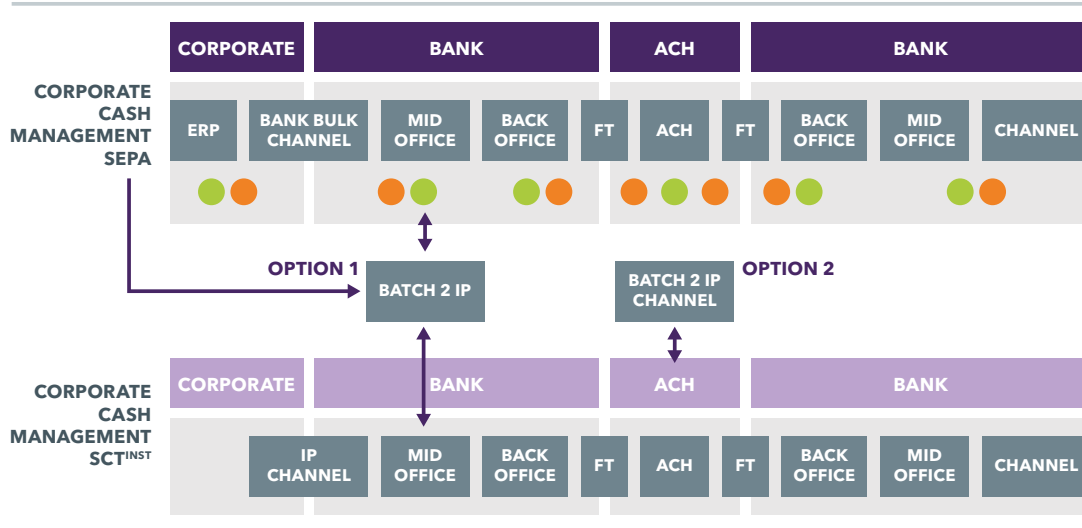 CORPORATE BANK ACH BANK
CORPORATE
CASH
MANAGEMENT
SEPA
ERP
BANK BULK
CHANNEL
MID
OFFICE
BACK
OFFICE
FT
ACH
FT
BACK
OFFICE
MID
OFFICE
CHANNEL
OPTION 1
BATCH 2 IP
BATCH 2 IP
CHANNEL
OPTION 2
CORPORATE BANK ACH BANK
CORPORATE
CASH
MANAGEMENT
SCTINST
IP
CHANNEL
MID
OFFICE
BACK
OFFICE
FT
ACH
FT
BACK
OFFICE
MID
OFFICE
CHANNEL